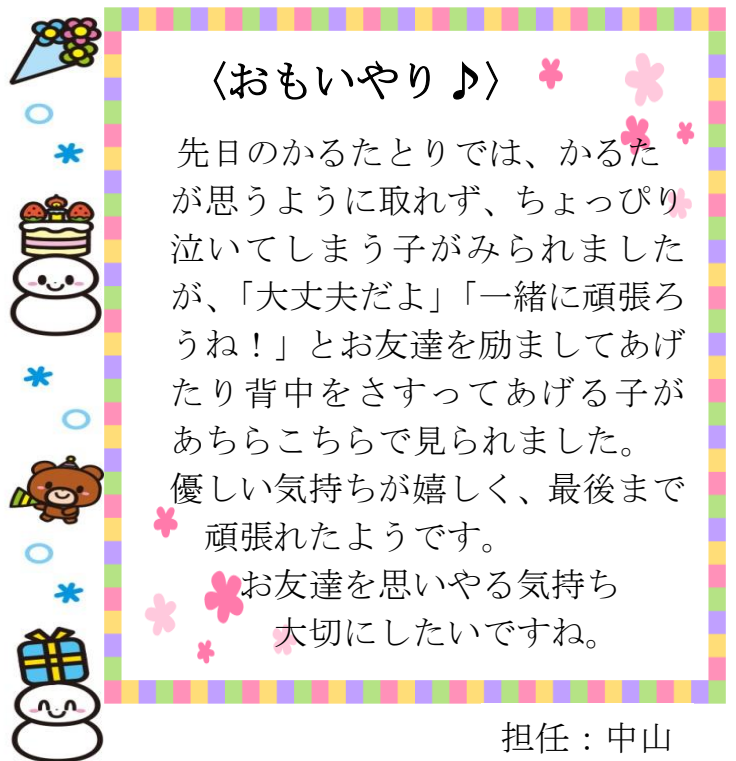 〈おもいやり♪〉
先日のかるたとりでは、かるた
が思うように取れず、ちょっぴり
泣いてしまう子がみられました
が、「大丈夫だよ」「一緒に頑張ろ
うね！」とお友達を励ましてあげ
たり背中をさすってあげる子が
あちらこちらで見られました。
優しい気持ちが嬉しく、最後まで
頑張れたようです。
お友達を思いやる気持ち
大切にしたいですね。
担任：中山